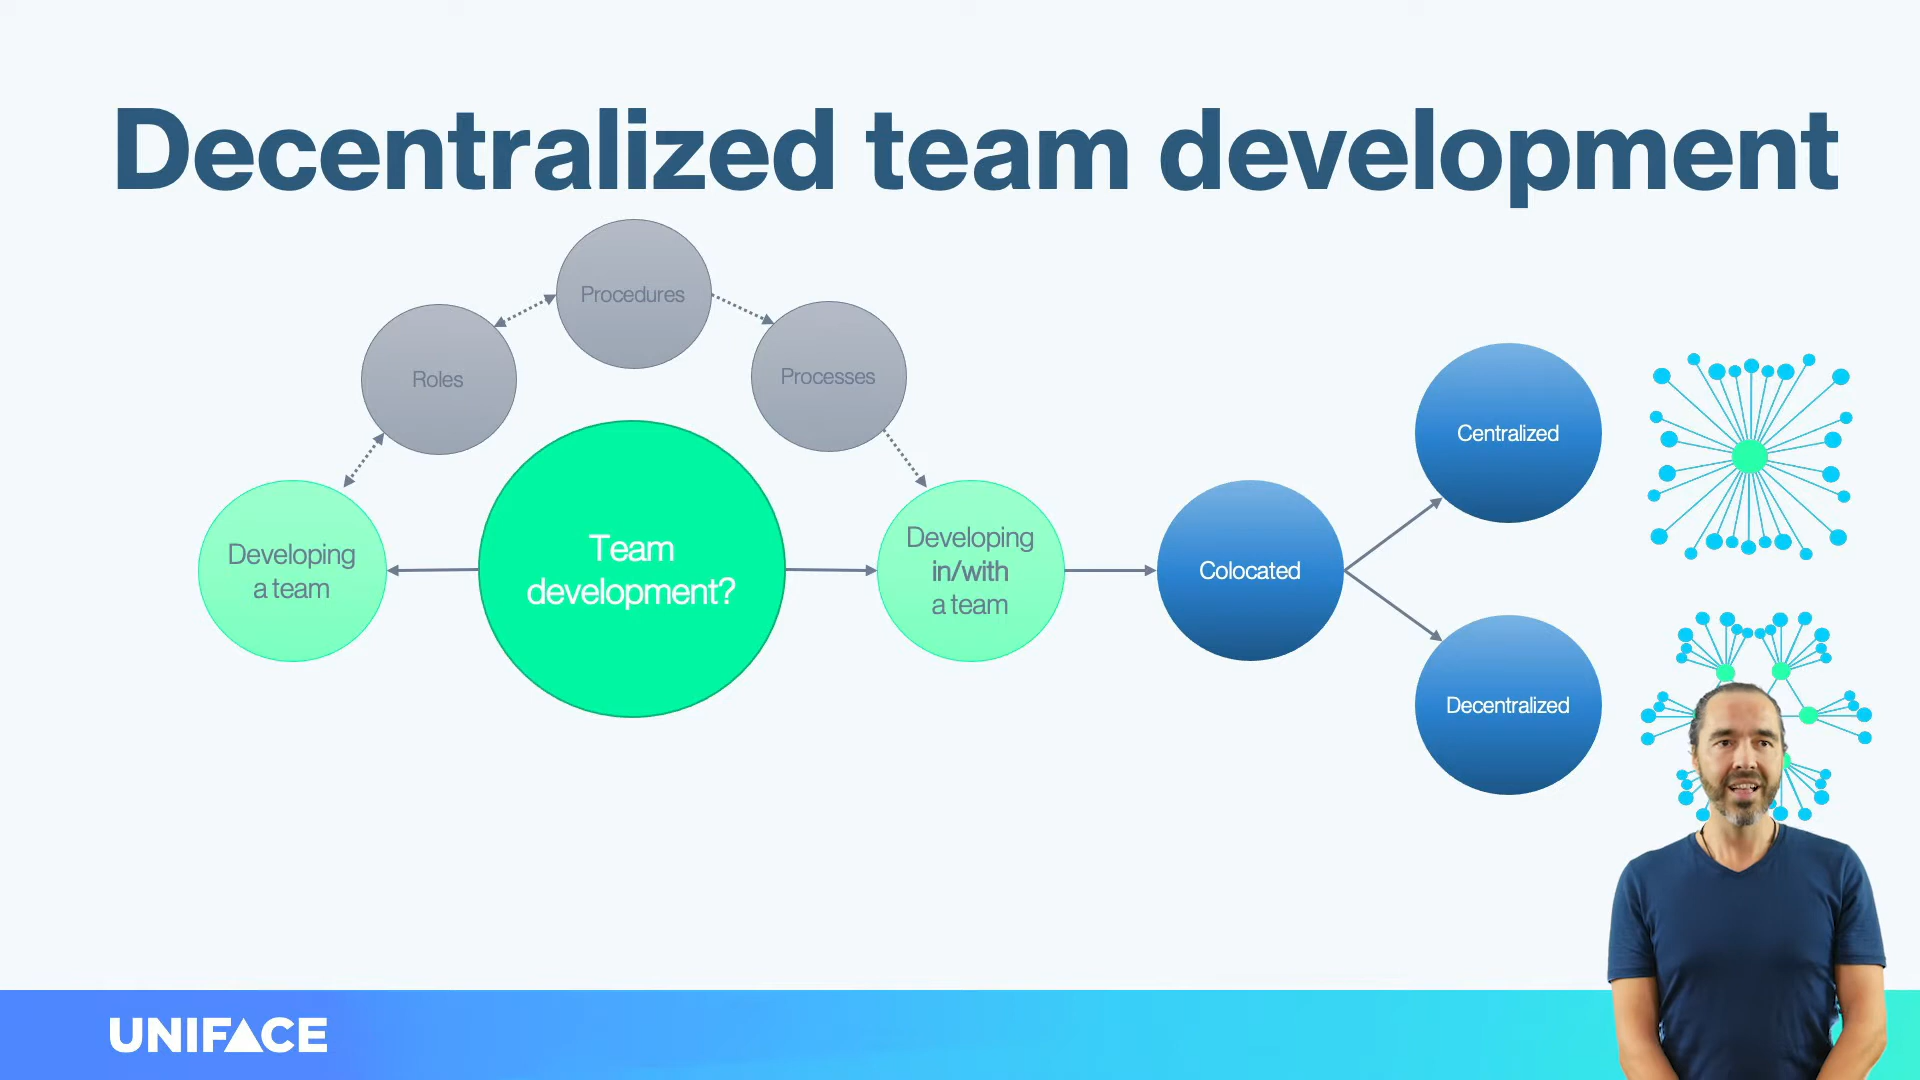 Decentralized team development
Procedures
Roles
Processes
Developing
a team
Team
development?
Developing
in/with
a team
Colocated
Centralized
Decentralized
UNIFACE